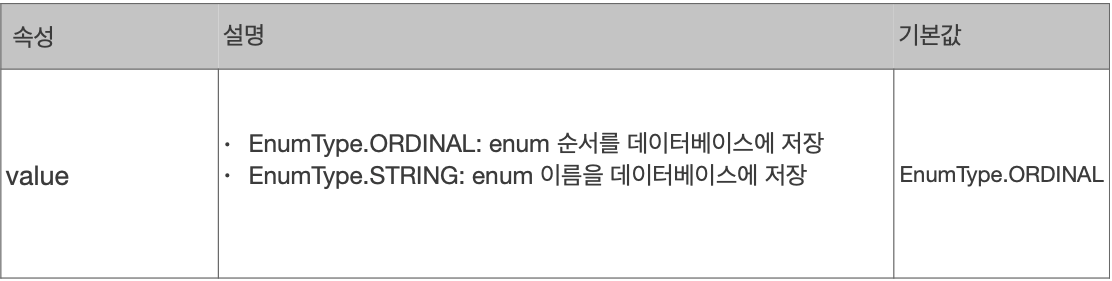 속성 설명 기본값
· EnumType.ORDINAL: enum 순서를 데이터베이스에 저장
value · EnumType.STRING: enum 이름을 데이터베이스에 저장 EnumType.ORDINAL